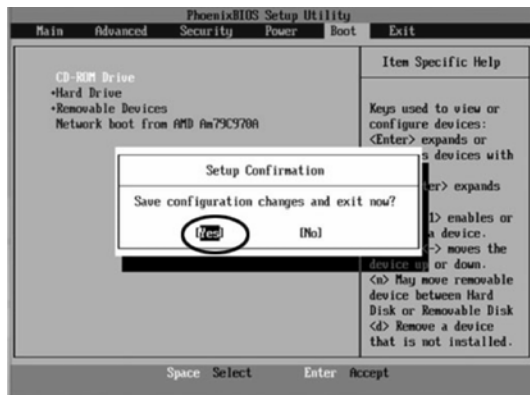 PhoenixBIOS Setup Utility
Main Advanced Security Power Boot Exit
CD-ROM Drive
+Hard Drive
+Removable Devices
Network boot from AMD Am79C970A
Item Specific Help
Keys used to view or
configure devices:
<Enter> expands or
s devices with
er> expands
1> enables or
a device.
-> moves the
device up or down.
<n> May move removable
device between Hard
Disk or Removable Disk
<d> Remove a device
that is not installed.
Setup Confirmation
Save configuration changes and exit now?
[Yes] [No]
Space Select Enter Accept